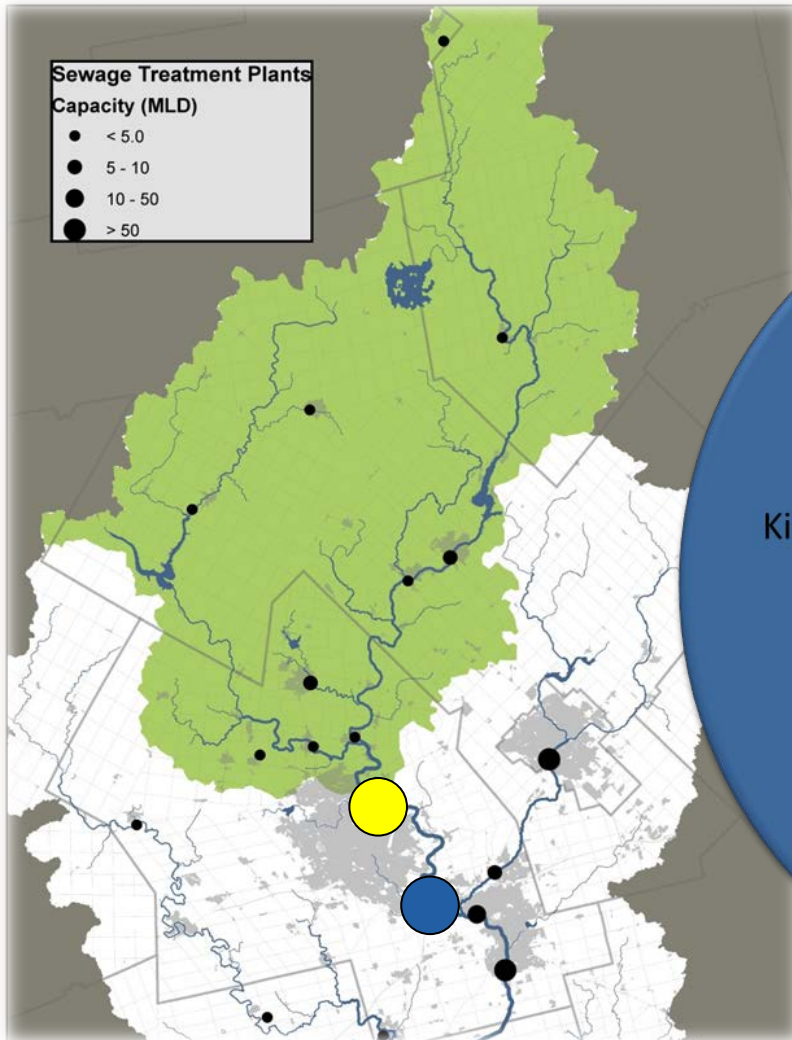 Sewage Treatment Plants
Capacity (MLD)
< 5.0
5 - 10
10 - 50
> 50
Ki